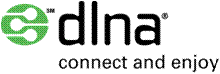 ℠ dlna®
connect and enjoy